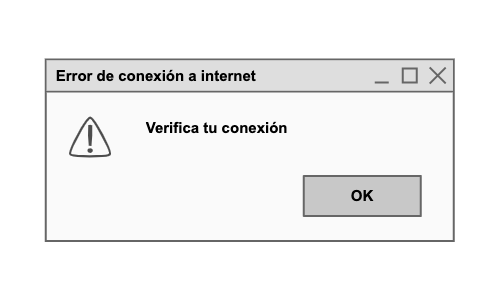 Error de conexión a internet
Verifica tu conexión
OK